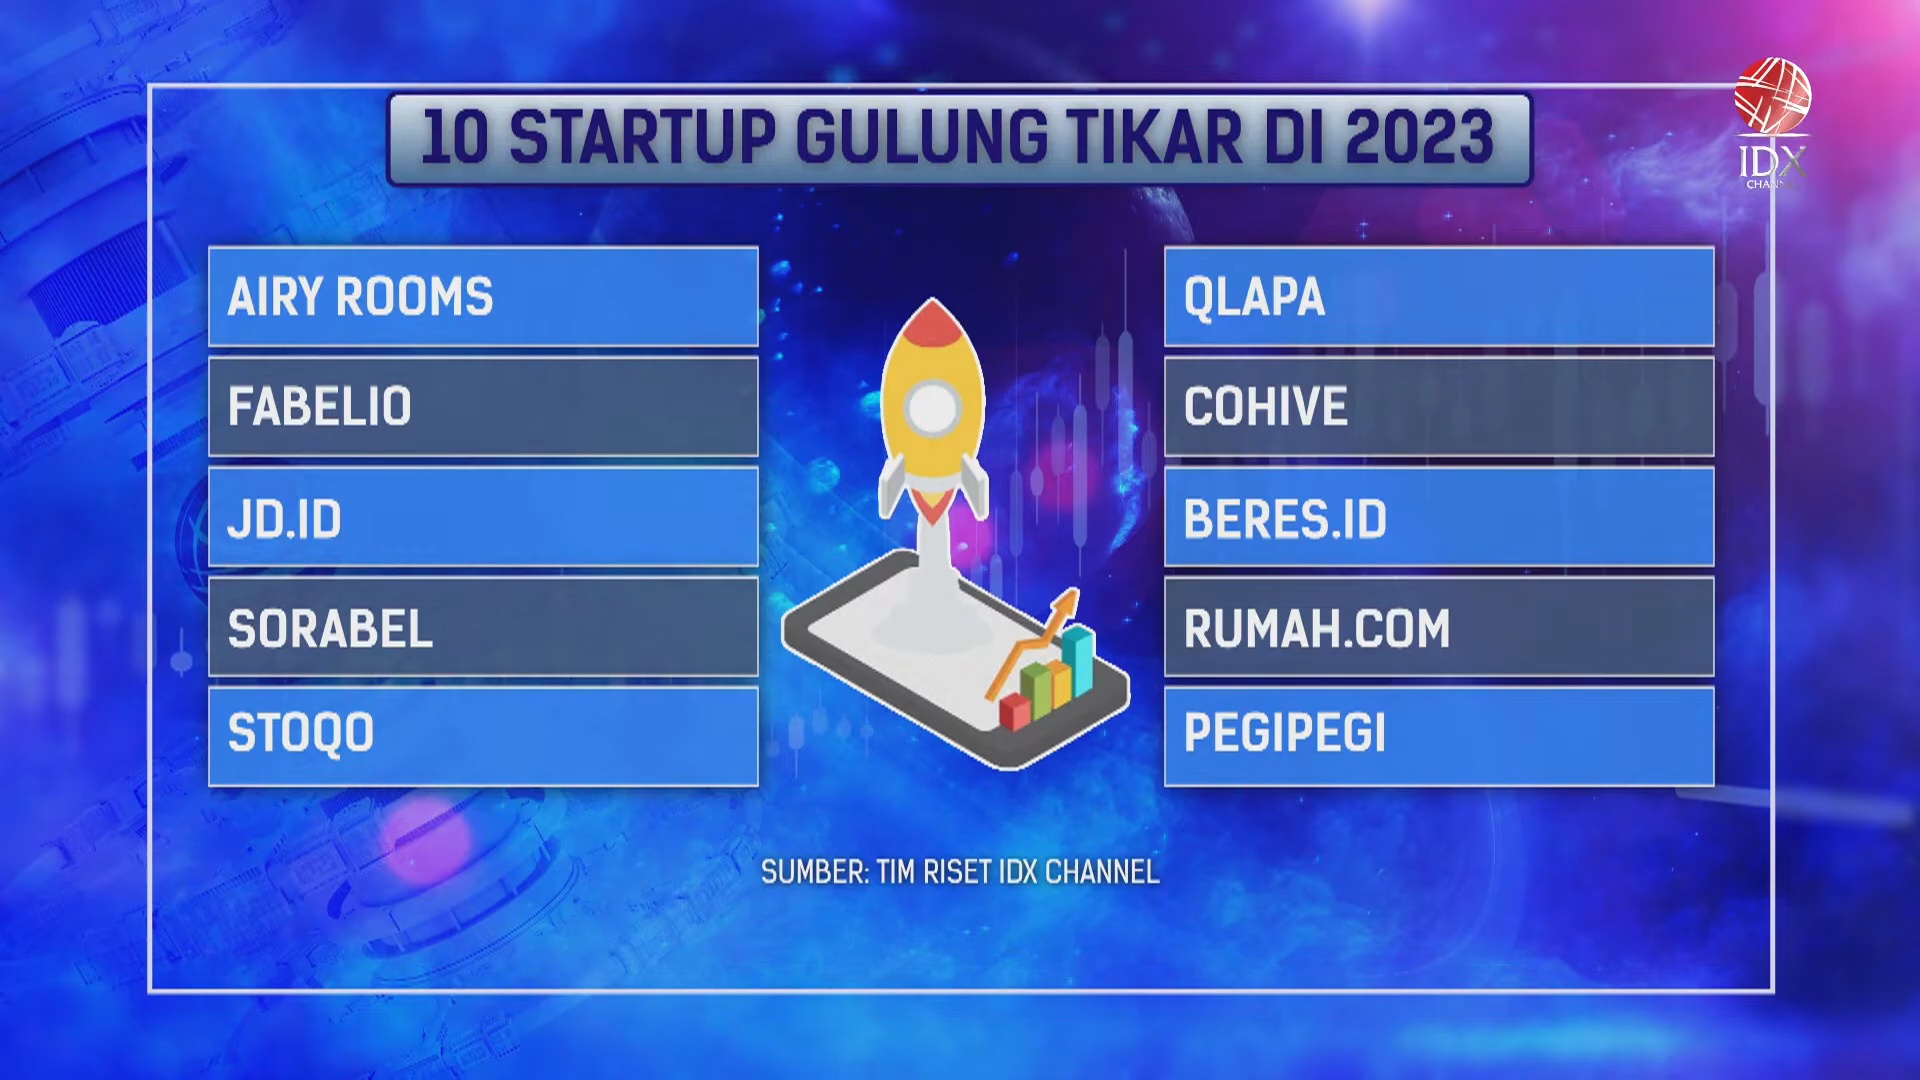 10 STARTUP GULUNG TIKAR DI 2023
IDX
CHANNEL
AIRY ROOMS
FABELIO
JD.ID
SORABEL
STOQO
QLAPA
COHIVE
BERES.ID
RUMAH.COM
PEGIPEGI
SUMBER: TIM RISET IDX CHANNEL